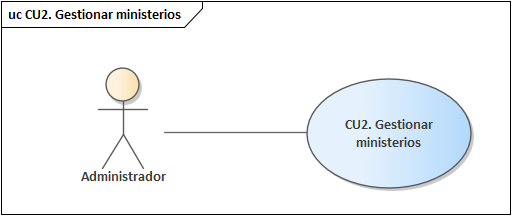 uc CU2. Gestionar ministerios
CU2. Gestionar
ministerios
Administrador